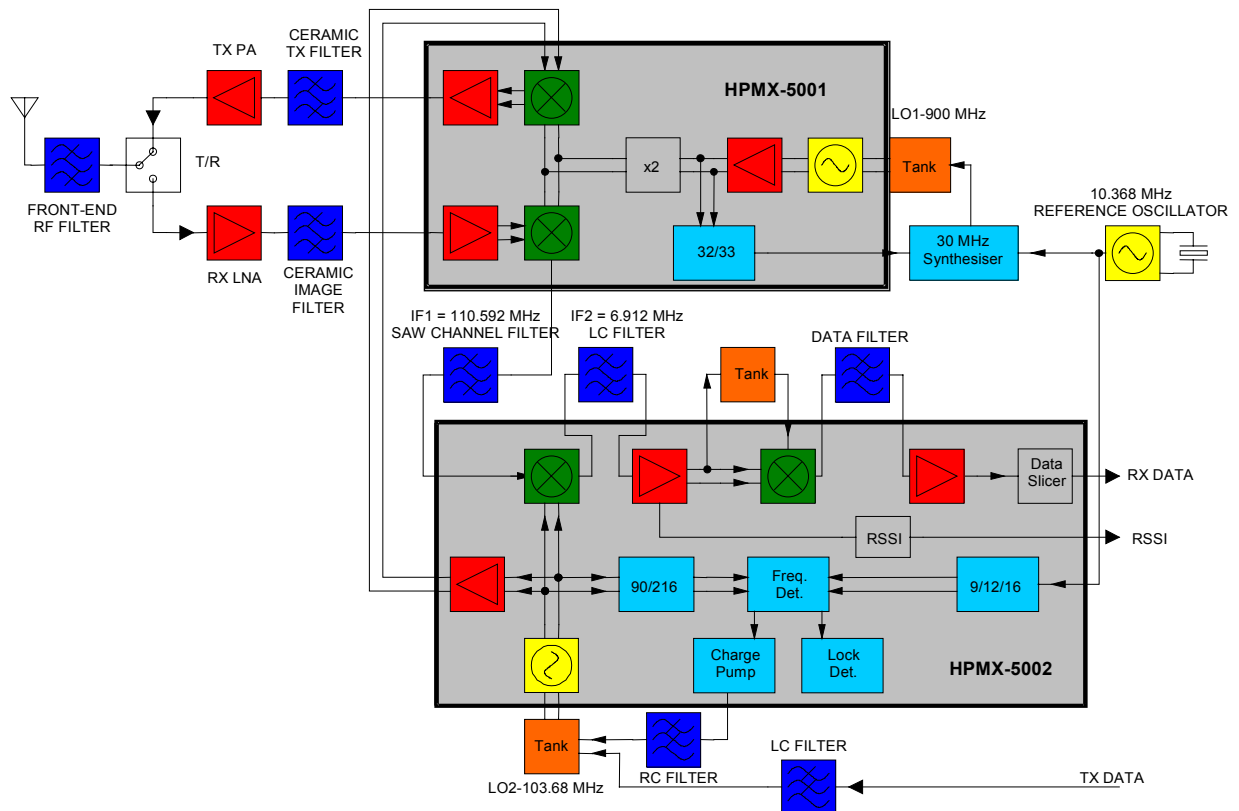 CERAMIC
TX FILTER
TX PA
HPMX-5001
LO1-900 MHz
T/R
x2
Tank
FRONT-END
RF FILTER
10.368 MHz
REFERENCE OSCILLATOR
32/33
30 MHz
Synthesiser
RX LNA
CERAMIC
IMAGE
FILTER
IF1 = 110.592 MHz
SAW CHANNEL FILTER
IF2 = 6.912 MHz
LC FILTER
DATA FILTER
Tank
Data
Slicer
RX DATA
RSSI
RSSI
90/216
Freq.
Det.
9/12/16
Charge
Pump
Lock
Det.
HPMX-5002
Tank
LC FILTER
RC FILTER
TX DATA
LO2-103.68 MHz